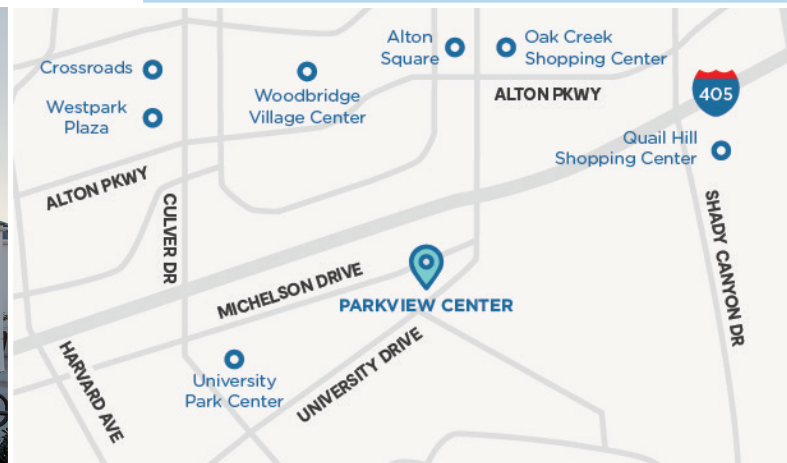 Crossroads
Westpark
Plaza
Woodbridge
Village Center
Alton
Square
Oak Creek
Shopping Center
ALTON PKWY
405
Quail Hill
Shopping Center
ALTON PKWY
CULVER DR
SHADY CANYON DR
MICHELSON DRIVE
PARKVIEW CENTER
HARVARD AVE
University
Park Center
UNIVERSITY DRIVE